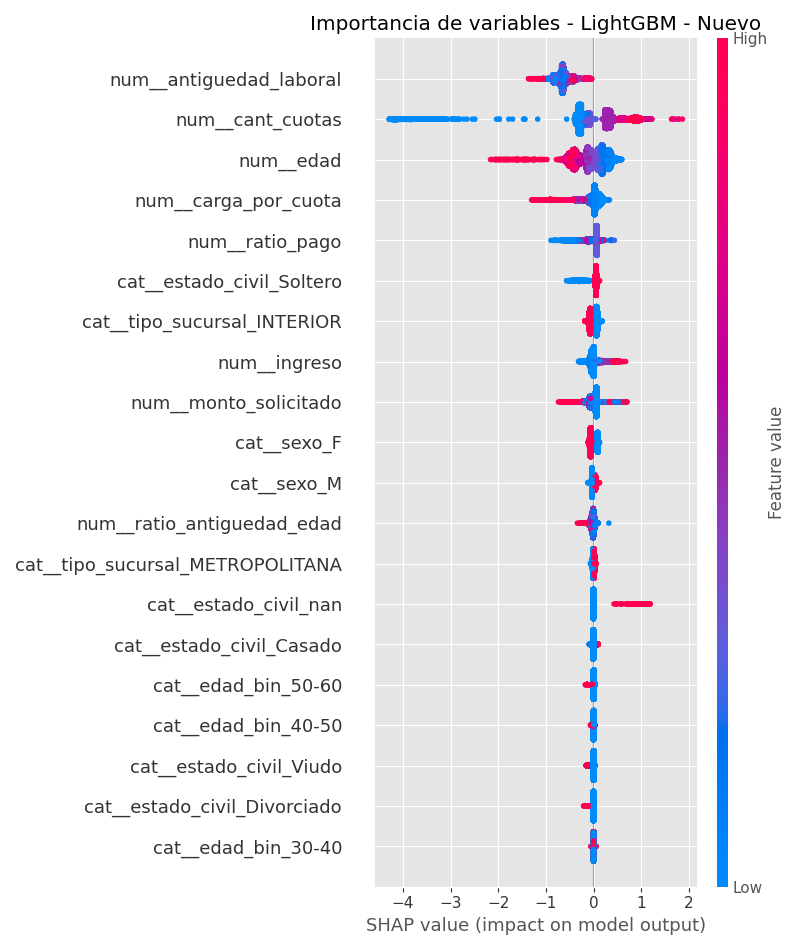 Importancia de variables - LightGBM - Nuevo
High
num__antiguedad_laboral
num__cant_cuotas
num__edad
num__carga_por_cuota
num__ratio_pago
cat__estado_civil_Soltero
cat__tipo_sucursal_INTERIOR
num__ingreso
num__monto_solicitado
cat__sexo_F
cat__sexo_M
num__ratio_antiguedad_edad
cat__tipo_sucursal_METROPOLITANA
cat__estado_civil_nan
cat__estado_civil_Casado
cat__edad_bin_50-60
cat__edad_bin_40-50
cat__estado_civil_Viudo
cat__estado_civil_Divorciado
cat__edad_bin_30-40
Feature value
Low
−4 −3 −2 −1 0 1 2
SHAP value (impact on model output)